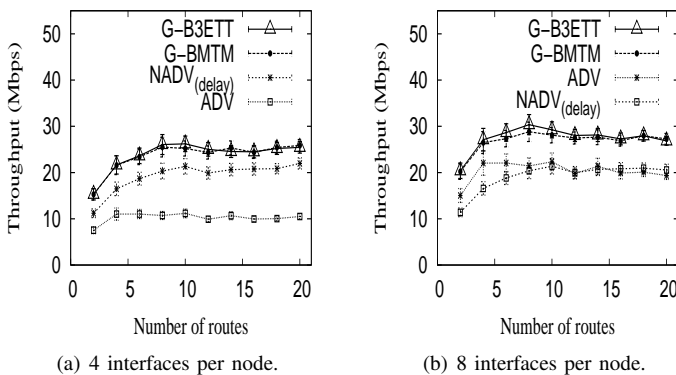 G−B3ETT
G−BMTM
NADV(delay)
ADV
Throughput (Mbps)
50
40
30
20
10
0
0 5 10 15 20
Number of routes
(a) 4 interfaces per node.
G−B3ETT
G−BMTM
ADV
NADV(delay)
Throughput (Mbps)
50
40
30
20
10
0
0 5 10 15 20
Number of routes
(b) 8 interfaces per node.